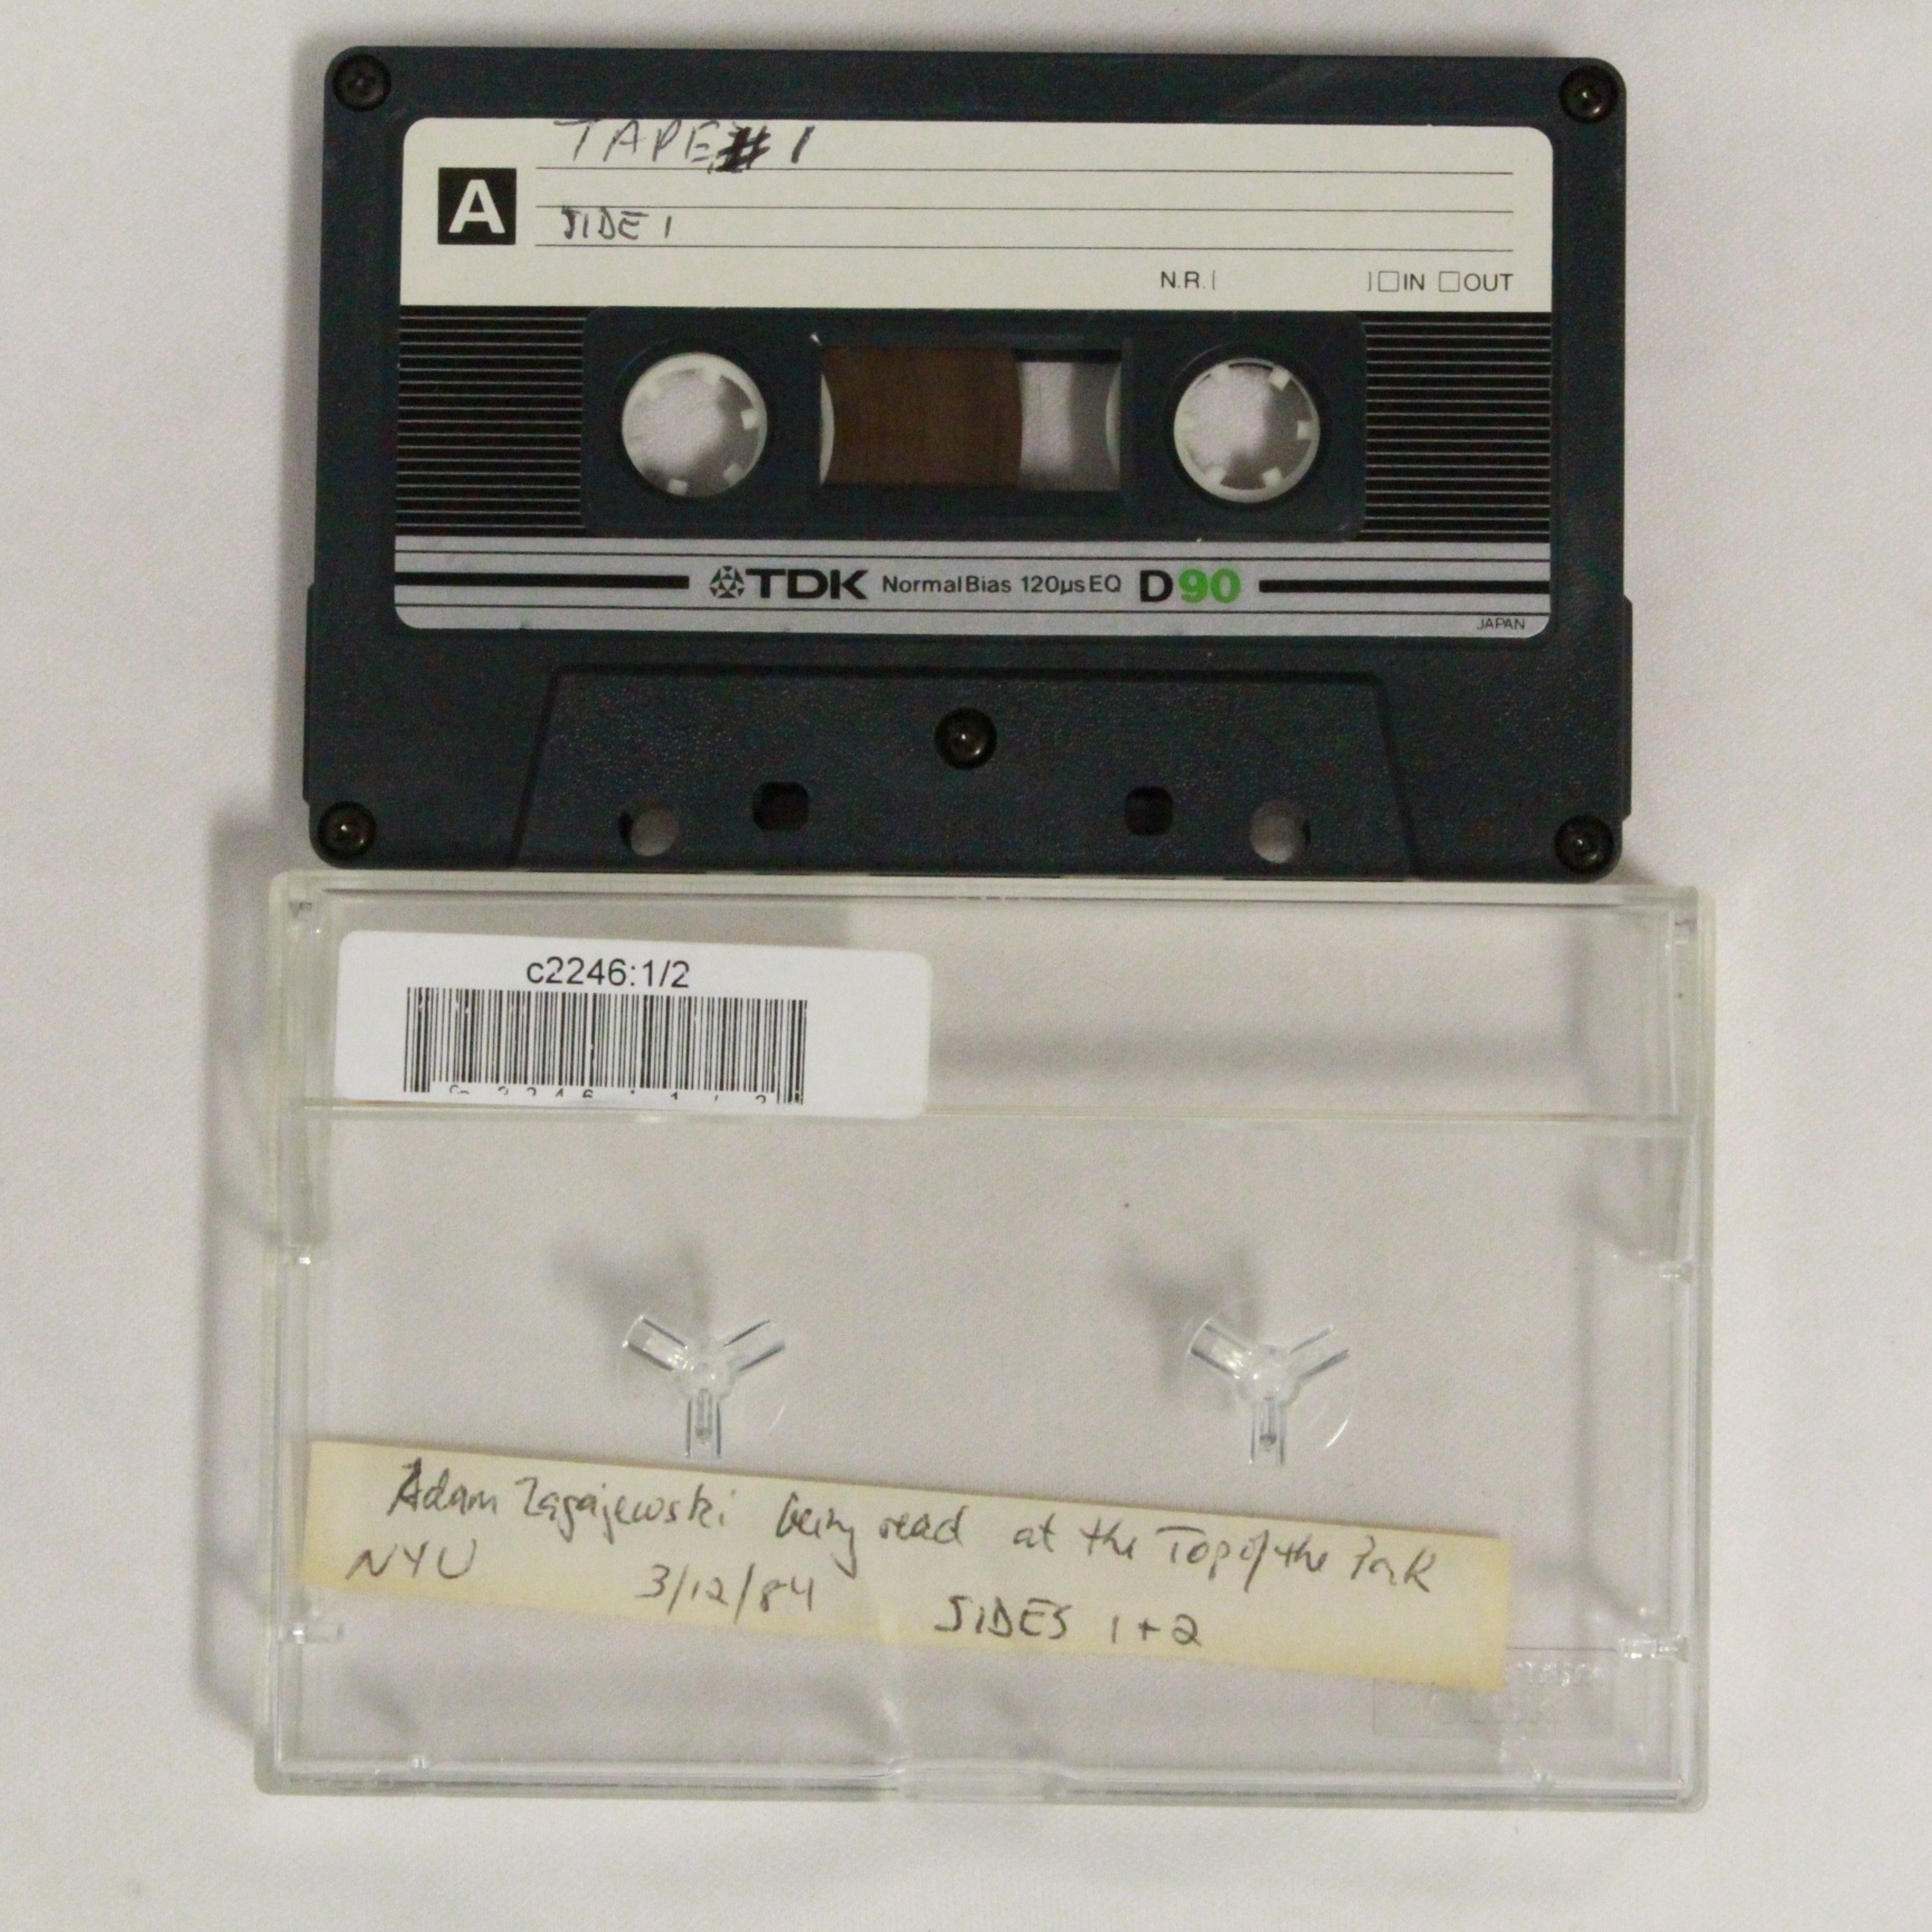 TAPE # 1
A
SIDE 1
N.R. [ ] IN OUT
TDK Normal Bias 120µs EQ D90
JAPAN
c2246:1/2
Adam Zagajewski being read at the Top of the Park
NYU 3/12/84 SIDES 1+2